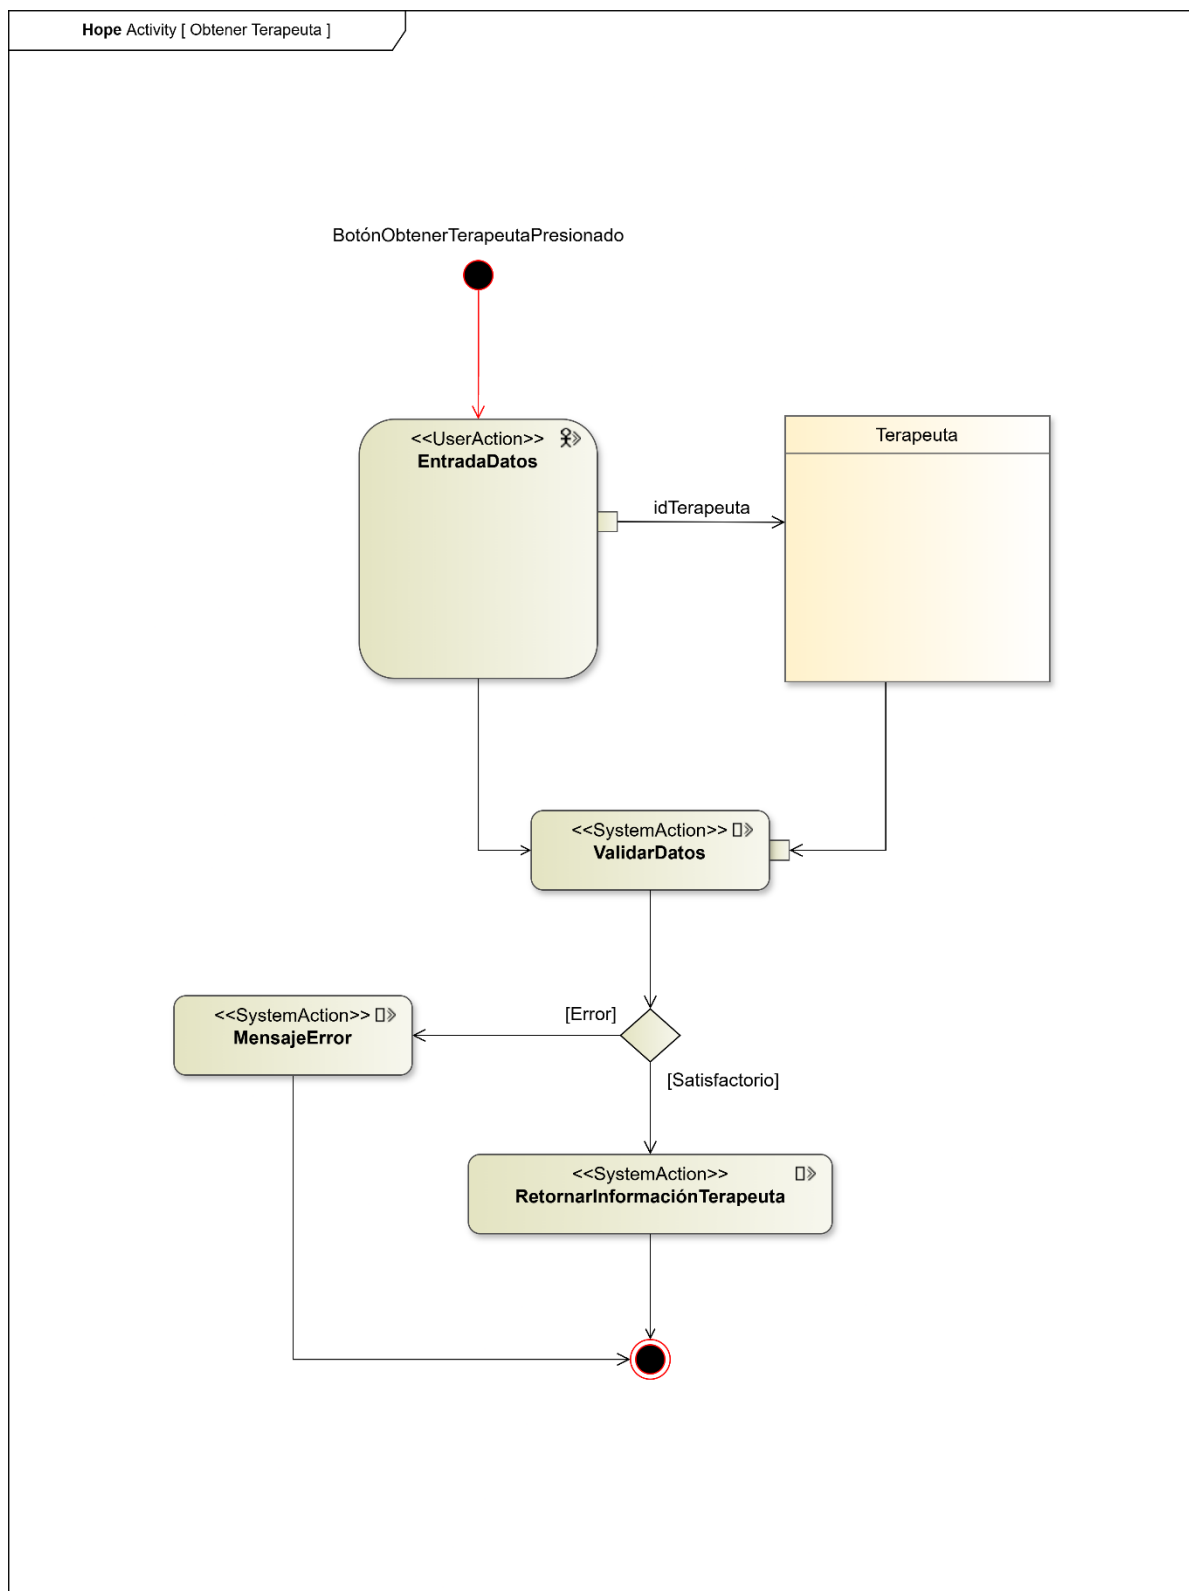 Hope Activity [ Obtener Terapeuta ]
BotónObtenerTerapeutaPresionado
<<UserAction>>
EntradaDatos
Terapeuta
idTerapeuta
<<SystemAction>>
ValidarDatos
[Error]
<<SystemAction>>
MensajeError
[Satisfactorio]
<<SystemAction>>
RetornarInformaciónTerapeuta